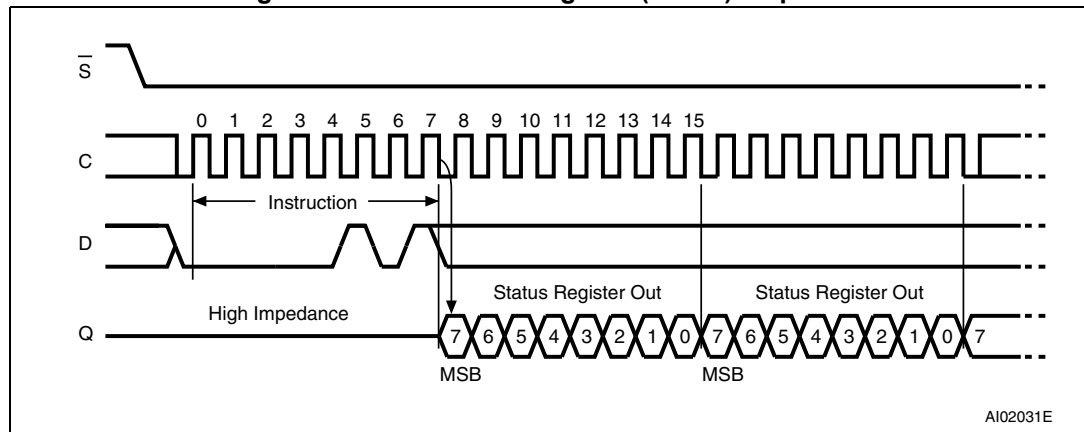 S
0 1 2 3 4 5 6 7 8 9 10 11 12 13 14 15
C
Instruction
D
Status Register Out Status Register Out
High Impedance
Q 7 6 5 4 3 2 1 0 7 6 5 4 3 2 1 0 7
MSB MSB
AI02031E